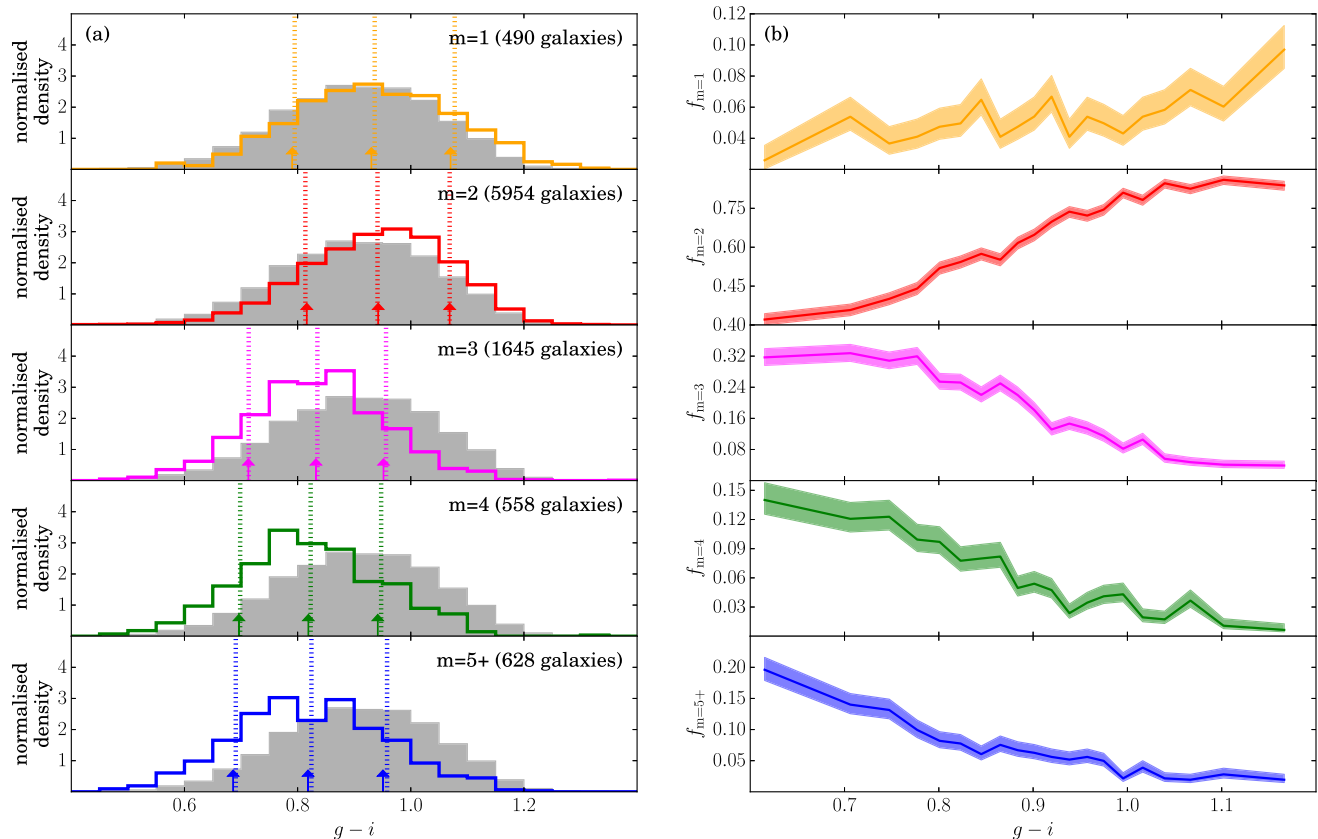 (a)
m=1 (490 galaxies)
normalised
density
4
3
2
1
m=2 (5954 galaxies)
normalised
density
4
3
2
1
m=3 (1645 galaxies)
normalised
density
4
3
2
1
m=4 (558 galaxies)
normalised
density
4
3
2
1
m=5+ (628 galaxies)
normalised
density
4
3
2
1
0.6 0.8 1.0 1.2
g − i
(b)
0.12
0.10
0.08
0.06
0.04
f_{m=1}
0.75
0.60
0.45
0.40
f_{m=2}
0.32
0.24
0.16
0.08
f_{m=3}
0.15
0.12
0.09
0.06
0.03
f_{m=4}
0.20
0.15
0.10
0.05
f_{m=5+}
0.7 0.8 0.9 1.0 1.1
g − i